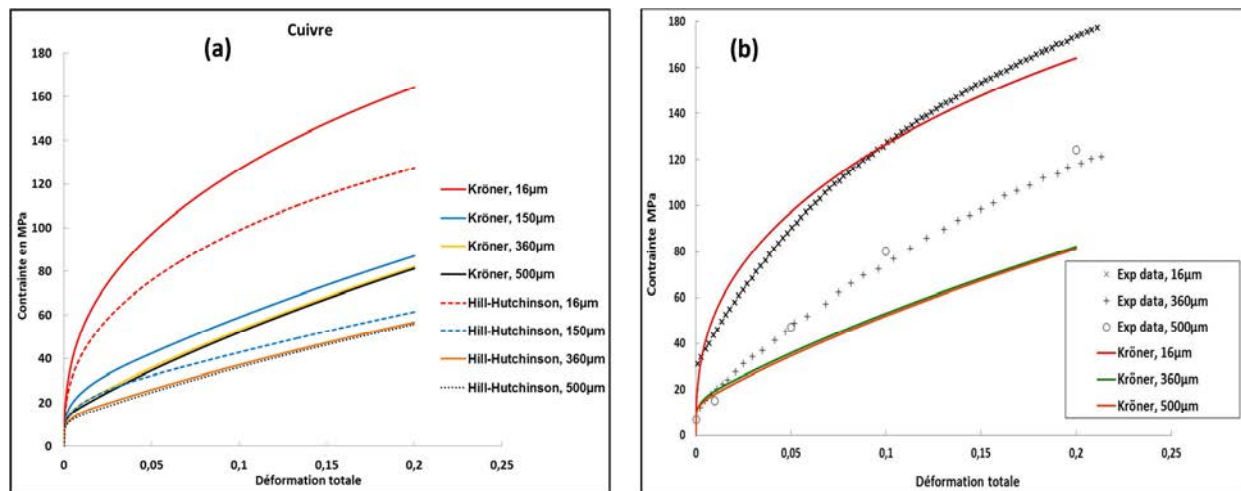 Cuivre
(a)
180
160
140
120
100
80
60
40
20
0
Contrainte en MPa
0
0,05
0,1
0,15
0,2
0,25
Déformation totale
Kröner, 16µm
Kröner, 150µm
Kröner, 360µm
Kröner, 500µm
Hill-Hutchinson, 16µm
Hill-Hutchinson, 150µm
Hill-Hutchinson, 360µm
Hill-Hutchinson, 500µm
(b)
180
160
140
120
100
80
60
40
20
0
Contrainte MPa
0
0,05
0,1
0,15
0,2
0,25
Déformation totale
Exp data, 16µm
Exp data, 360µm
Exp data, 500µm
Kröner, 16µm
Kröner, 360µm
Kröner, 500µm